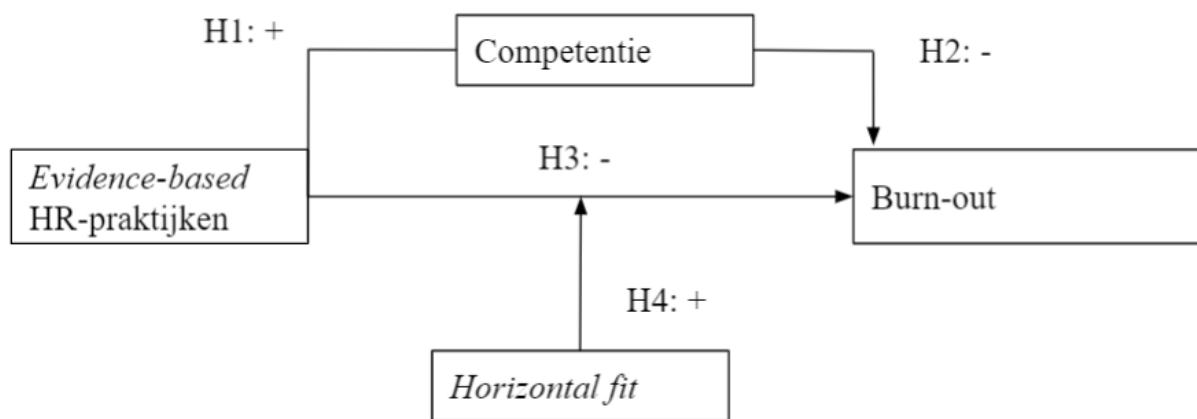 H1: +
Competentie
H2: -
H3: -
Evidence-based
HR-praktijken
Burn-out
H4: +
Horizontal fit